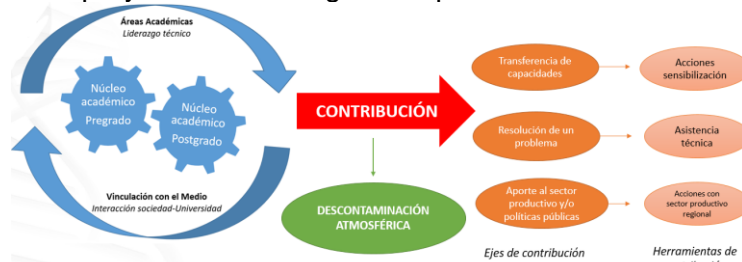 Áreas Académicas
Liderazgo técnico
Núcleo
académico
Pregrado
Núcleo
académico
Postgrado
Vinculación con el Medio
Interacción sociedad-Universidad
CONTRIBUCIÓN
DESCONTAMINACIÓN
ATMOSFÉRICA
Transferencia de
capacidades
Acciones
sensibilización
Resolución de un
problema
Asistencia
técnica
Aporte al sector
productivo y/o
políticas públicas
Acciones con
sector productivo
regional
Ejes de contribución
Herramientas de